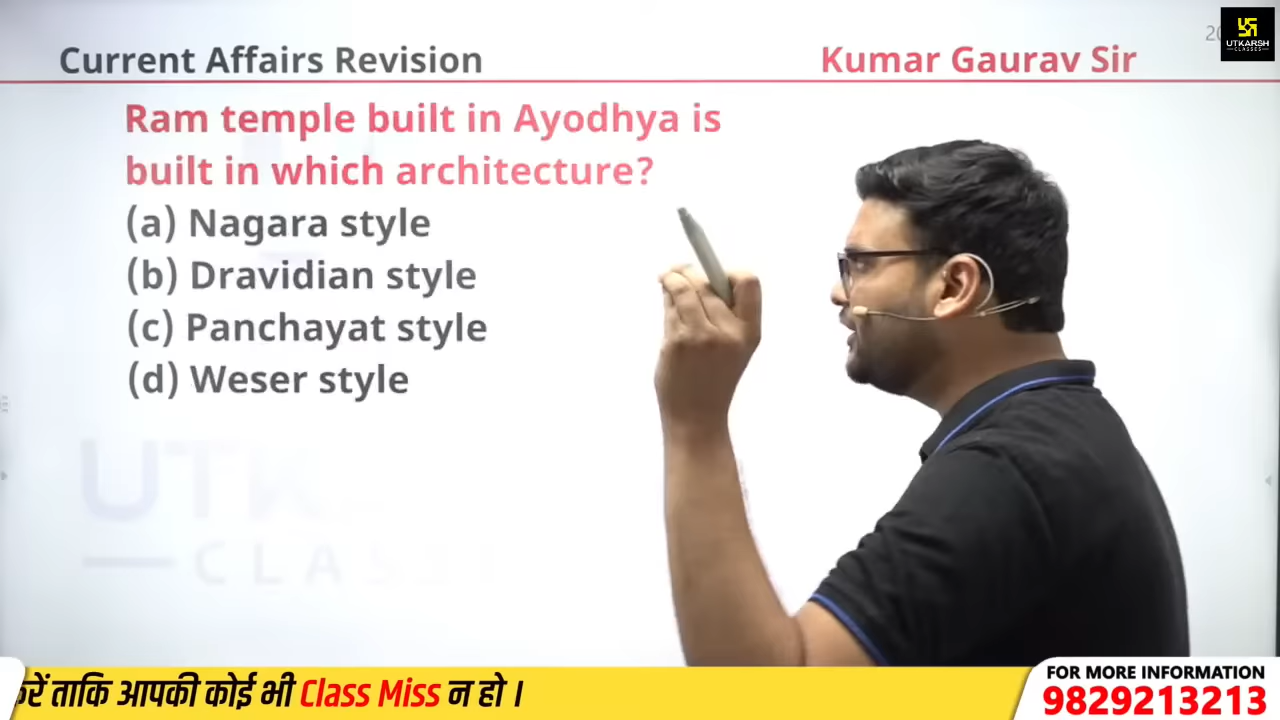 Current Affairs Revision
Kumar Gaurav Sir
UTKARSH
CLASSES
Ram temple built in Ayodhya is
built in which architecture?
(a) Nagara style
(b) Dravidian style
(c) Panchayat style
(d) Weser style
ताकि आपकी कोई भी Class Miss न हो ।
FOR MORE INFORMATION
9829213213